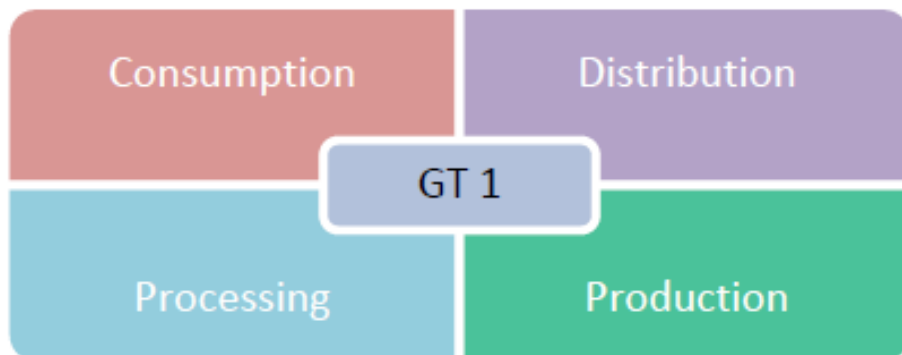 Consumption
Distribution
GT 1
Processing
Production